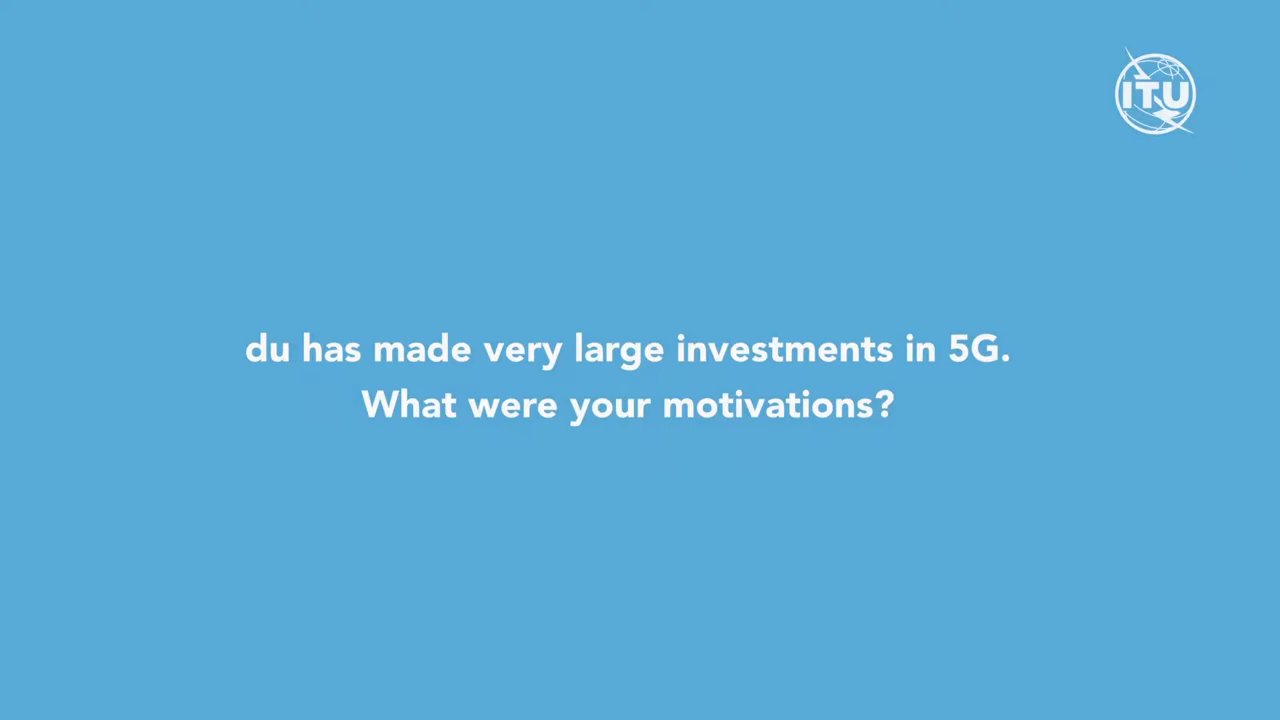 ITU
du has made very large investments in 5G.
What were your motivations?